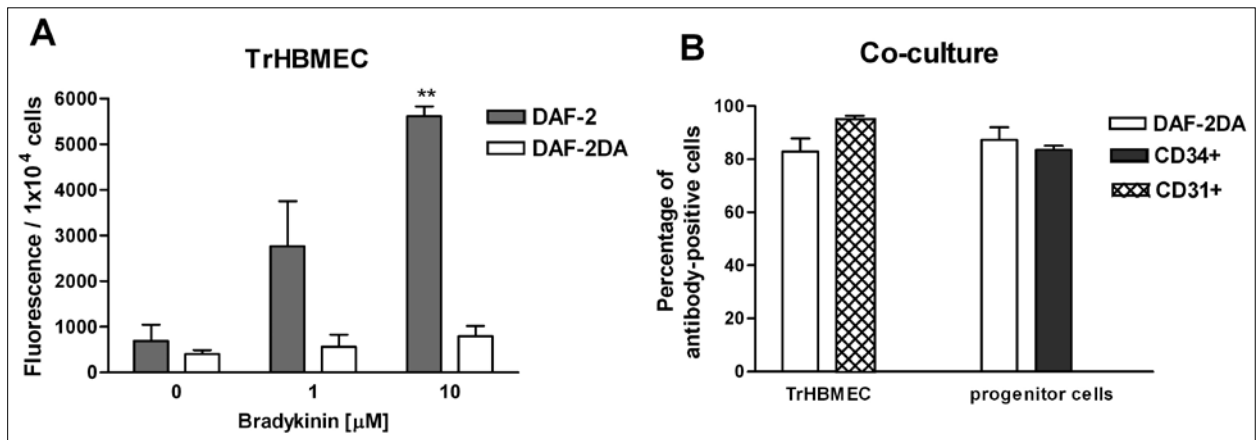 A
TrHBMEC
Fluorescence / 1x10⁴ cells
6000
5000
4000
3000
2000
1000
0
**
DAF-2
DAF-2DA
0 1 10
Bradykinin [μM]
B
Co-culture
Percentage of
antibody-positive cells
100
80
60
40
20
0
DAF-2DA
CD34+
CD31+
TrHBMEC progenitor cells